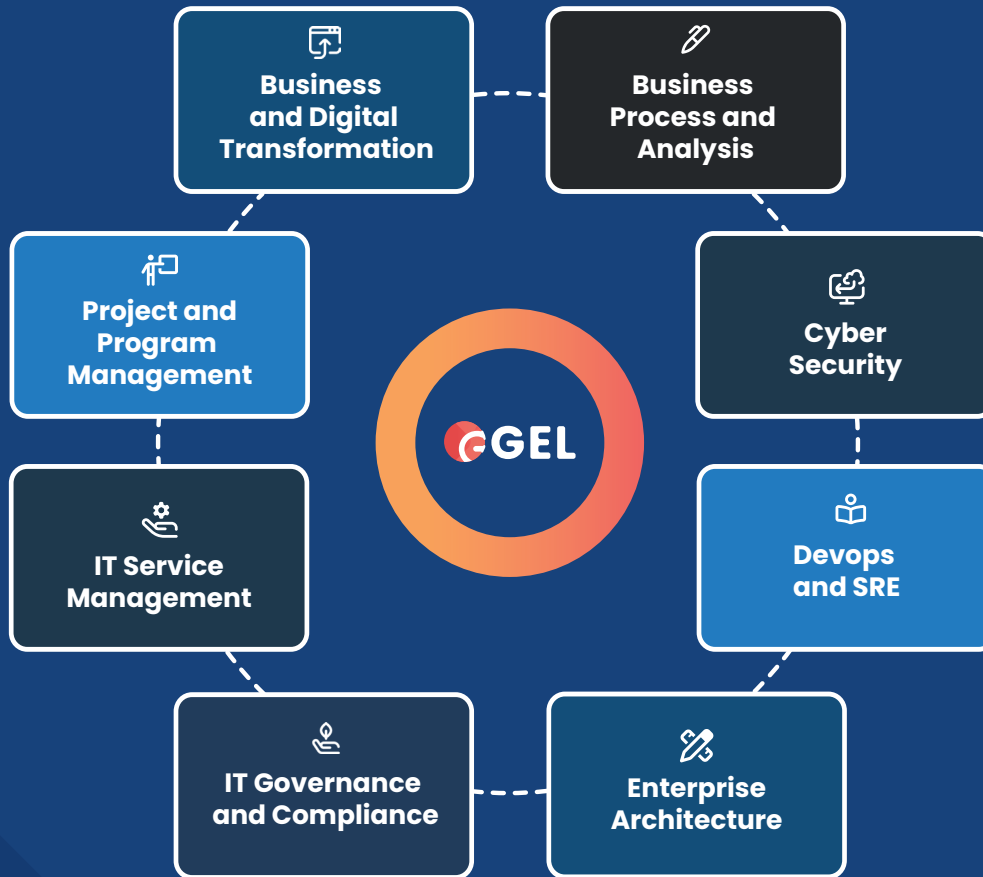 Business
and Digital
Transformation
Business
Process and
Analysis
Project and
Program
Management
Cyber
Security
GEL
IT Service
Management
Devops
and SRE
IT Governance
and Compliance
Enterprise
Architecture